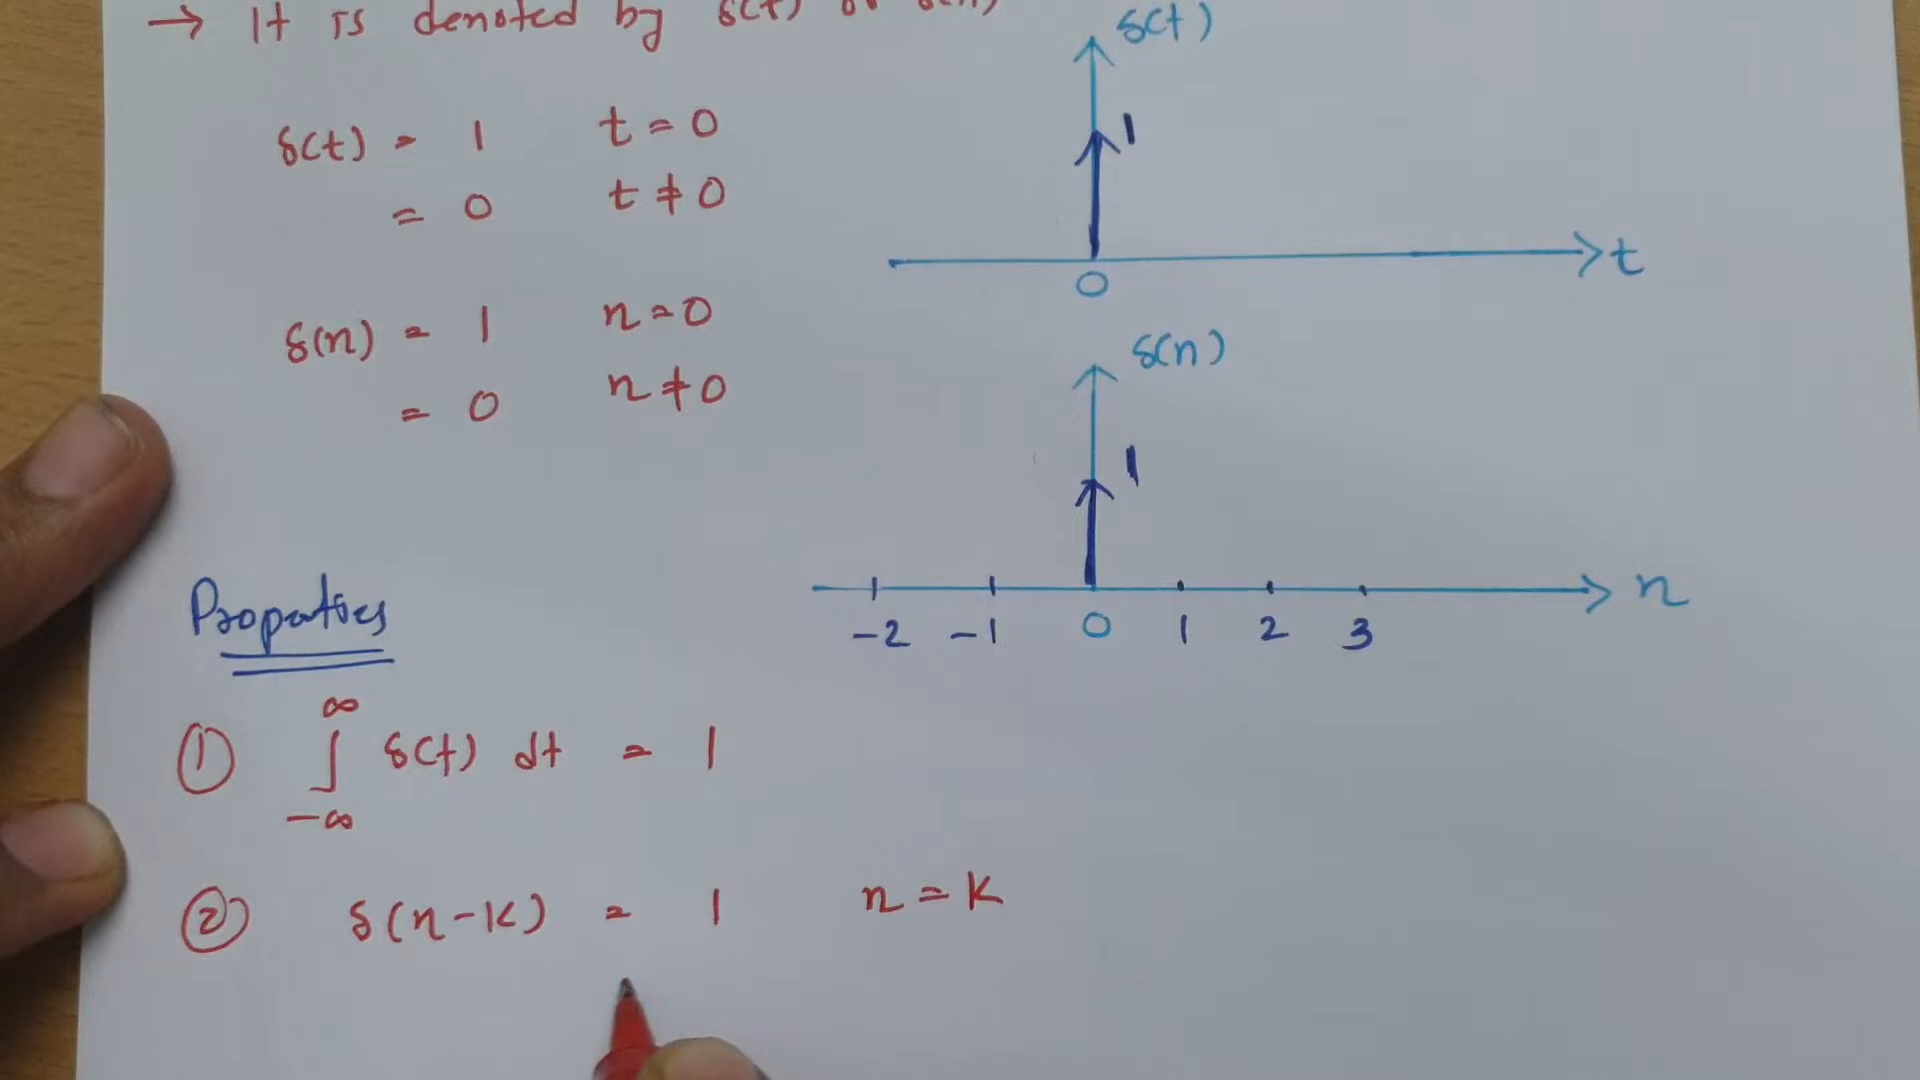 → It is denoted by δ(t) or δ(n)
δ(t) = 1 t = 0
= 0 t ≠ 0
δ(n) = 1 n = 0
= 0 n ≠ 0
δ(t)
1
0
t
δ(n)
1
-2 -1 0 1 2 3
n
Properties
① ∫_{-∞}^{∞} δ(t) dt = 1
② δ(n-k) = 1 n = k